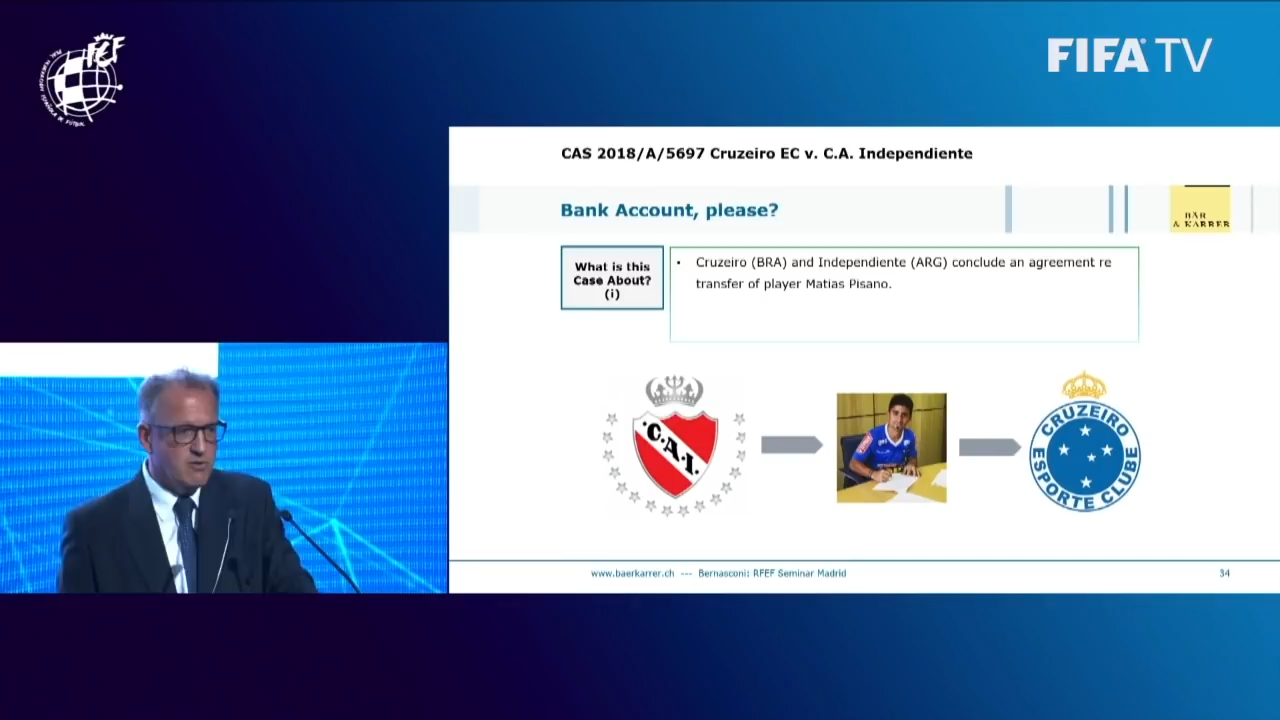 RFEF
FIFA TV
CAS 2018/A/5697 Cruzeiro EC v. C.A. Independiente
Bank Account, please?
BÄR
& KARRER
What is this
Case About?
(i)
• Cruzeiro (BRA) and Independiente (ARG) conclude an agreement re
transfer of player Matias Pisano.
C.A.I.
CRUZEIRO
ESPORTE CLUBE
www.baerkarrer.ch --- Bernasconi: RFEF Seminar Madrid
34